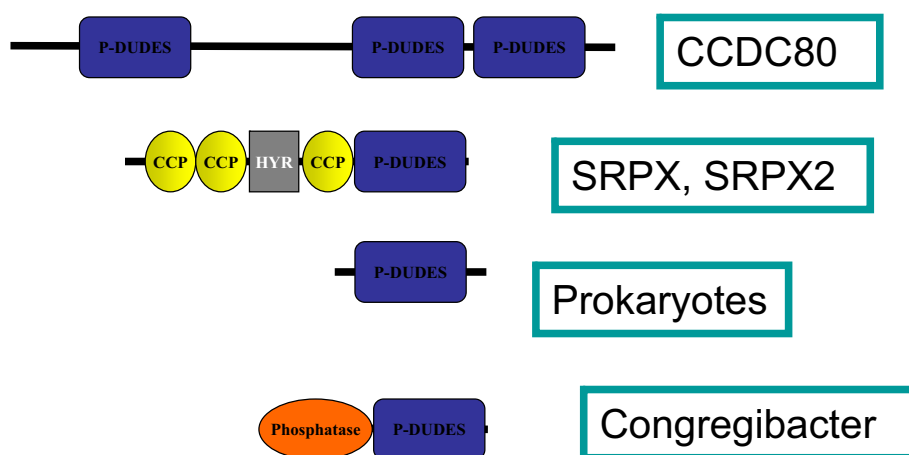 P-DUDES P-DUDES P-DUDES CCDC80
CCP CCP HYR CCP P-DUDES SRPX, SRPX2
P-DUDES Prokaryotes
Phosphatase P-DUDES Congregibacter